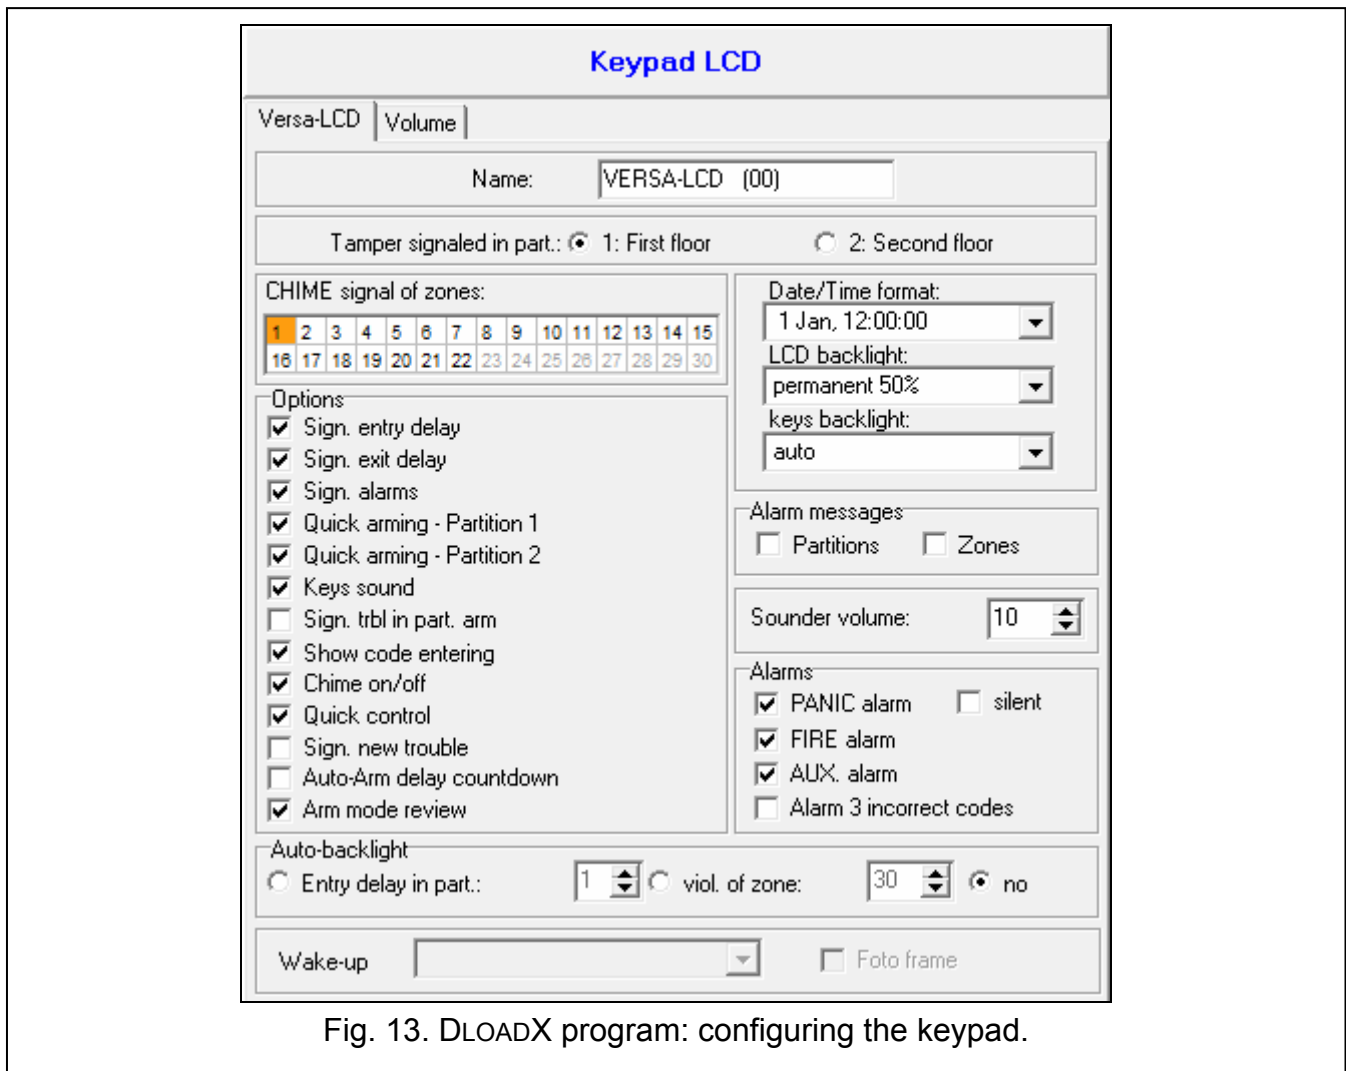 Keypad LCD
Versa-LCD Volume
Name: VERSA-LCD (00)
Tamper signaled in part.: 1: First floor 2: Second floor
CHIME signal of zones:
1 2 3 4 5 6 7 8 9 10 11 12 13 14 15
16 17 18 19 20 21 22 23 24 25 26 27 28 29 30
Options
Sign. entry delay
Sign. exit delay
Sign. alarms
Quick arming - Partition 1
Quick arming - Partition 2
Keys sound
Sign. trbl in part. arm
Show code entering
Chime on/off
Quick control
Sign. new trouble
Auto-Arm delay countdown
Arm mode review
Date/Time format:
1 Jan, 12:00:00
LCD backlight:
permanent 50%
keys backlight:
auto
Alarm messages
Partitions Zones
Sounder volume: 10
Alarms
PANIC alarm silent
FIRE alarm
AUX. alarm
Alarm 3 incorrect codes
Auto-backlight
Entry delay in part.: 1 viol. of zone: 30 no
Wake-up Foto frame
Fig. 13. DLOADX program: configuring the keypad.